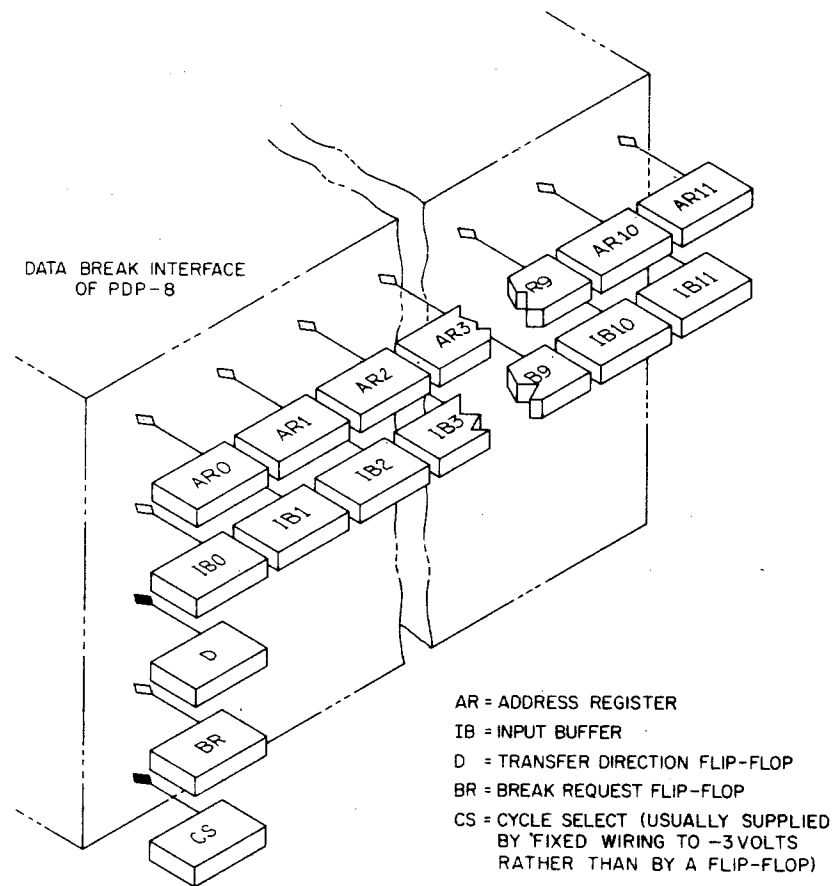 DATA BREAK INTERFACE
OF PDP-8
AR0
AR1
AR2
AR3
R9
AR10
AR11
IB0
IB1
IB2
IB3
B9
IB10
IB11
D
BR
CS
AR = ADDRESS REGISTER
IB = INPUT BUFFER
D = TRANSFER DIRECTION FLIP-FLOP
BR = BREAK REQUEST FLIP-FLOP
CS = CYCLE SELECT (USUALLY SUPPLIED
BY FIXED WIRING TO -3 VOLTS
RATHER THAN BY A FLIP-FLOP)